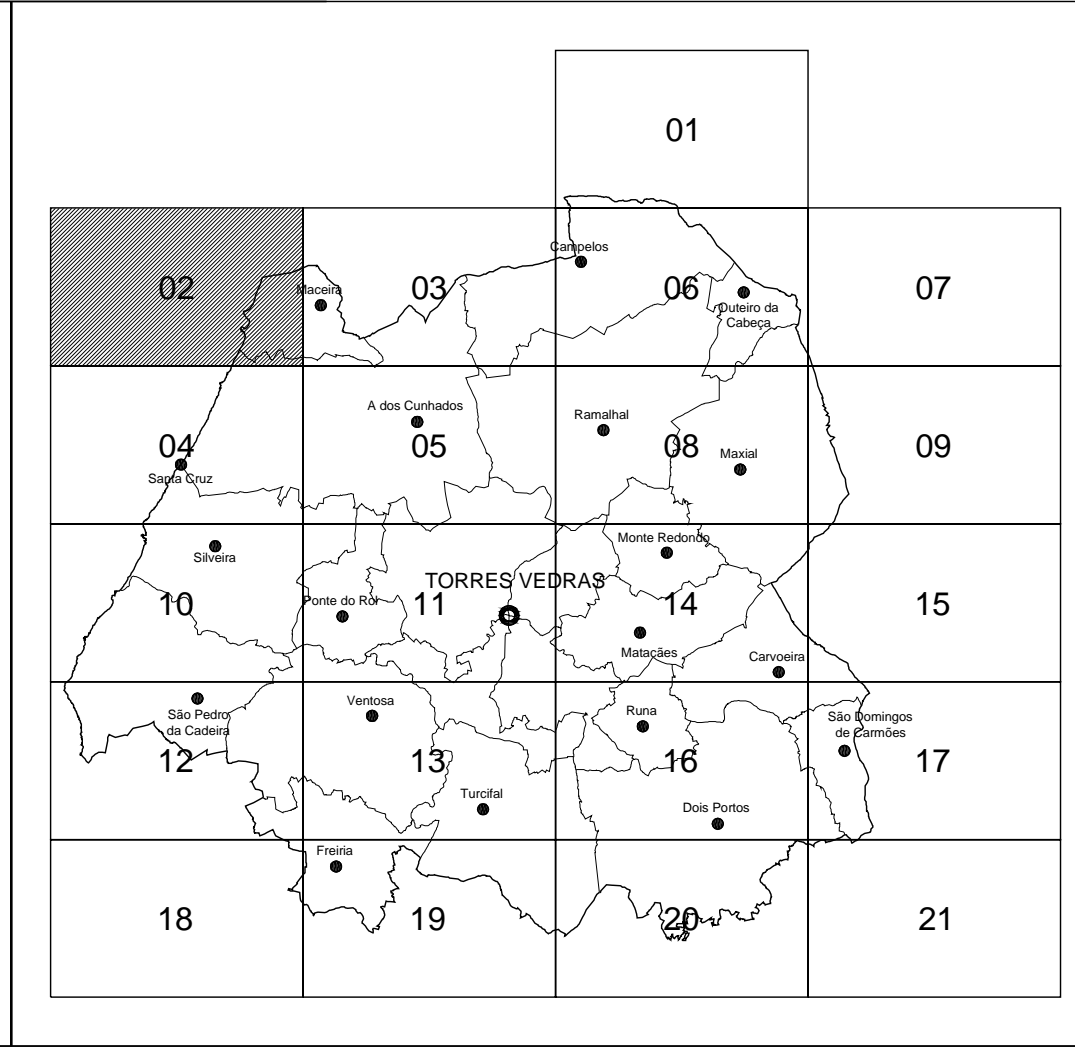 01
Campelos
02
Maceira
03
06
07
Outeiro da
Cabeça
A dos Cunhados
Ramalhal
04
05
08
09
Maxial
Santa Cruz
Monte Redondo
Silveira
TORRES VEDRAS
10
Ponte do Rol
11
14
15
Matacães
Carvoeira
Ventosa
São Pedro
da Cadeira
Runa
São Domingos
de Carmões
12
13
16
17
Turcifal
Dois Portos
Freiria
18
19
20
21